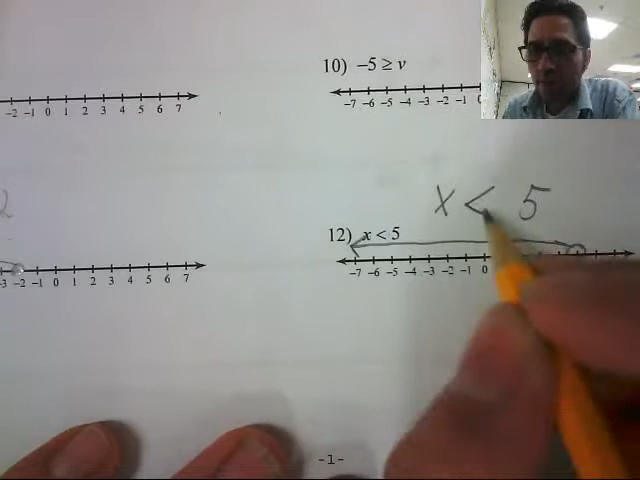 10) −5 ≥ v
−2 −1 0 1 2 3 4 5 6 7
−7 −6 −5 −4 −3 −2 −1
2
x < 5
12) x < 5
−3 −2 −1 0 1 2 3 4 5 6 7
−7 −6 −5 −4 −3 −2 −1 0
-1-